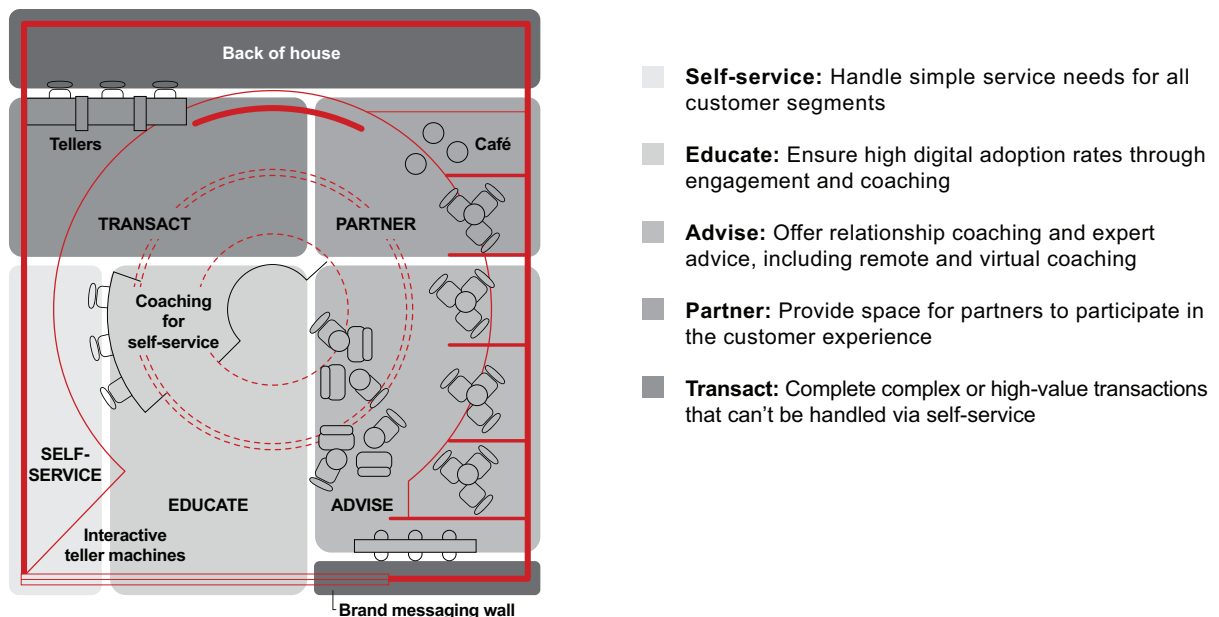 Back of house
Tellers
Café
TRANSACT
PARTNER
Coaching
for
self-service
SELF-
SERVICE
EDUCATE
ADVISE
Interactive
teller machines
Brand messaging wall
Self-service: Handle simple service needs for all
customer segments
Educate: Ensure high digital adoption rates through
engagement and coaching
Advise: Offer relationship coaching and expert
advice, including remote and virtual coaching
Partner: Provide space for partners to participate in
the customer experience
Transact: Complete complex or high-value transactions
that can’t be handled via self-service